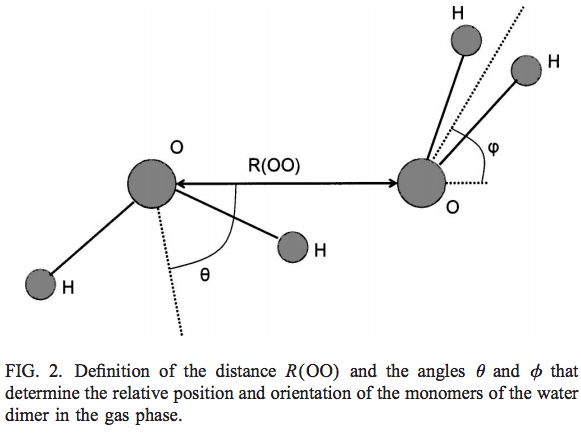 H
H
O
R(OO)
φ
O
H
θ
H
FIG. 2. Definition of the distance R(OO) and the angles θ and ϕ that
determine the relative position and orientation of the monomers of the water
dimer in the gas phase.